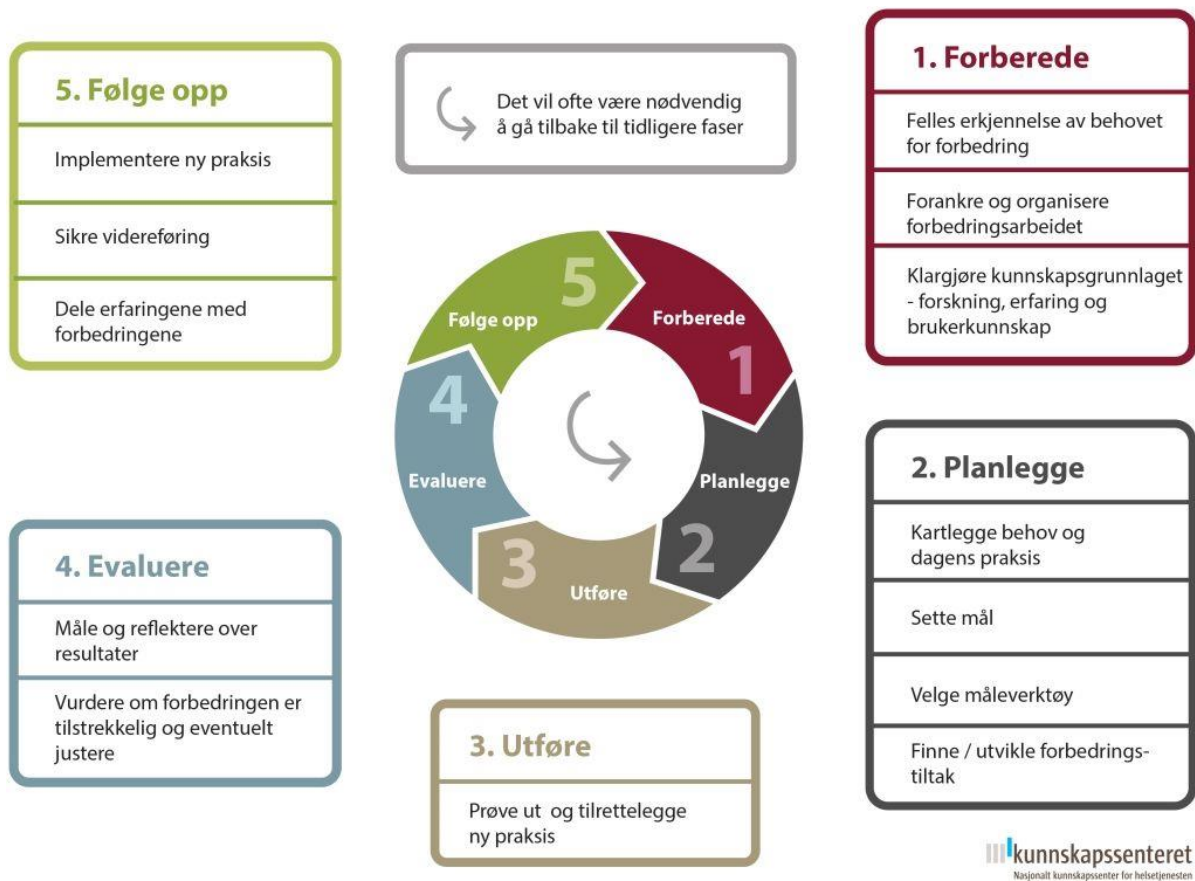 5. Følge opp
Implementere ny praksis
Sikre videreføring
Dele erfaringene med
forbedringene
Det vil ofte være nødvendig
å gå tilbake til tidligere faser
1. Forberede
Felles erkjennelse av behovet
for forbedring
Forankre og organisere
forbedringsarbeidet
Klargjøre kunnskapsgrunnlaget
- forskning, erfaring og
brukerkunnskap
5
Følge opp
Forberede
1
4
Evaluere
Planlegge
2
3
Utføre
2. Planlegge
Kartlegge behov og
dagens praksis
Sette mål
Velge måleverktøy
Finne / utvikle forbedrings-
tiltak
4. Evaluere
Måle og reflektere over
resultater
Vurdere om forbedringen er
tilstrekkelig og eventuelt
justere
3. Utføre
Prøve ut og tilrettelegge
ny praksis
kunnskapssenteret
Nasjonalt kunnskapssenter for helsetjenesten